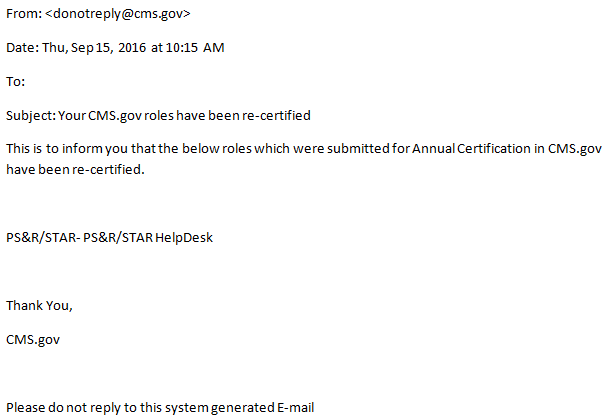 From: <donotreply@cms.gov>
Date: Thu, Sep 15, 2016 at 10:15 AM
To:
Subject: Your CMS.gov roles have been re-certified
This is to inform you that the below roles which were submitted for Annual Certification in CMS.gov
have been re-certified.
PS&R/STAR- PS&R/STAR HelpDesk
Thank You,
CMS.gov
Please do not reply to this system generated E-mail